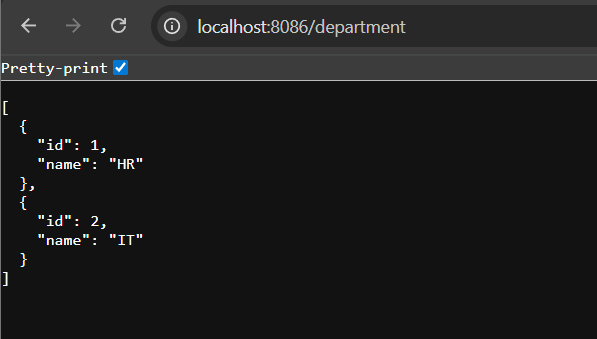 localhost:8086/department
Pretty-print
[
  {
    "id": 1,
    "name": "HR"
  },
  {
    "id": 2,
    "name": "IT"
  }
]